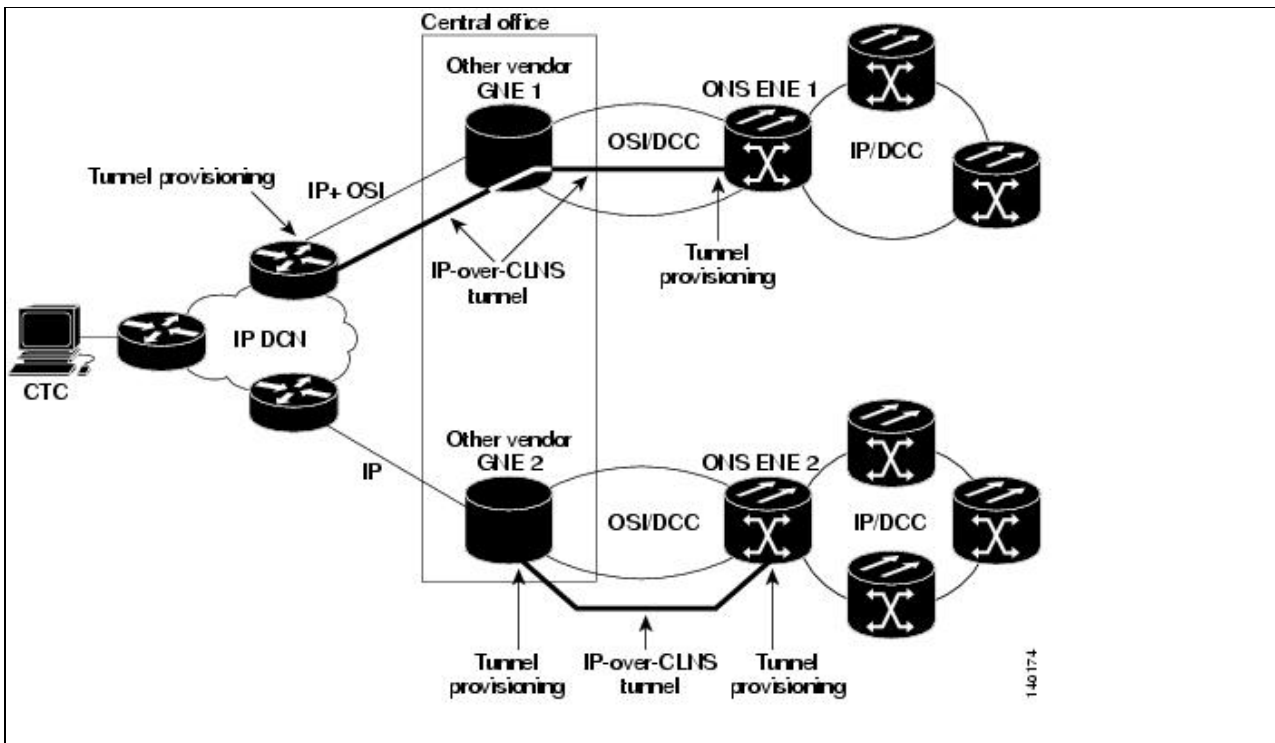 Central office
Other vendor
GNE 1
ONS ENE 1
OSI/DCC
IP/DCC
Tunnel provisioning
IP+ OSI
IP-over-CLNS
tunnel
Tunnel
provisioning
IP DCN
CTC
Other vendor
GNE 2
ONS ENE 2
IP
OSI/DCC
IP/DCC
Tunnel
provisioning
IP-over-CLNS
tunnel
Tunnel
provisioning
140174